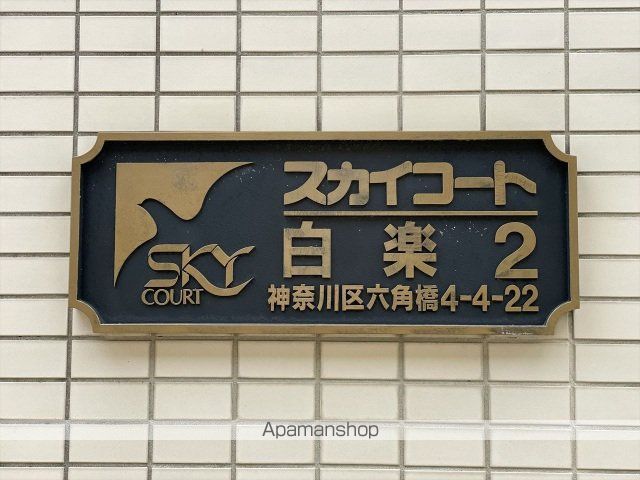 スカイコート
白楽2
神奈川区六角橋4-4-22
SKY
COURT
Apamanshop